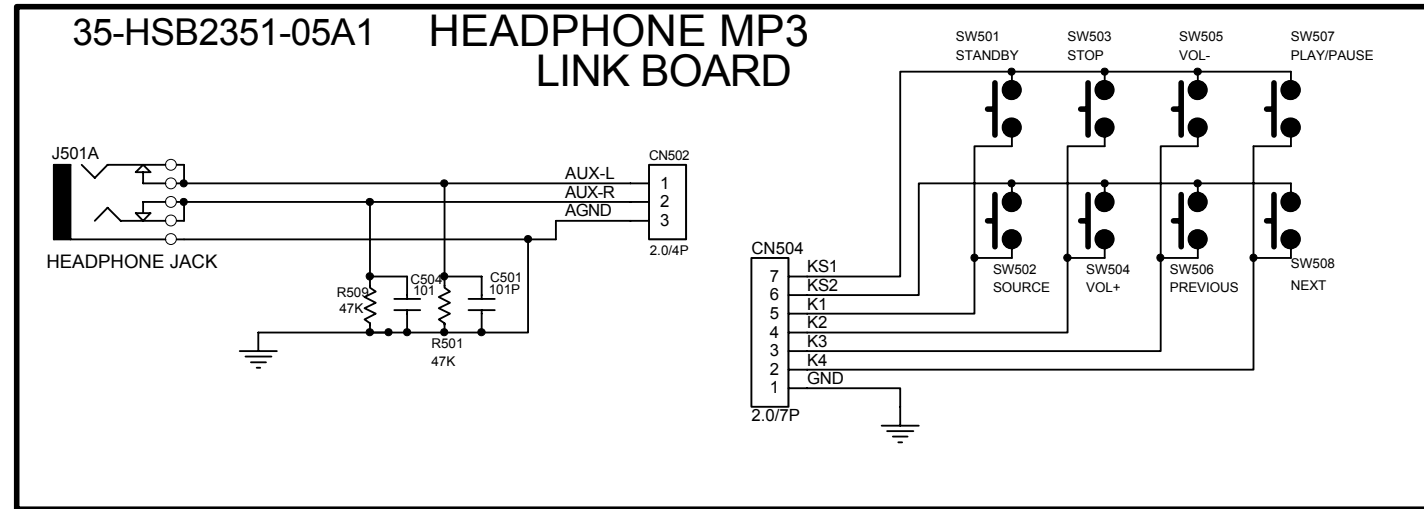 35-HSB2351-05A1
HEADPHONE MP3
LINK BOARD
J501A
HEADPHONE JACK
AUX-L
AUX-R
AGND
CN502
1
2
3
2.0/4P
R509
47K
C504
101
R501
47K
C501
101P
SW501
STANDBY
SW503
STOP
SW505
VOL-
SW507
PLAY/PAUSE
SW502
SOURCE
SW504
VOL+
SW506
PREVIOUS
SW508
NEXT
CN504
7
KS1
6
KS2
5
K1
4
K2
3
K3
2
K4
1
GND
2.0/7P